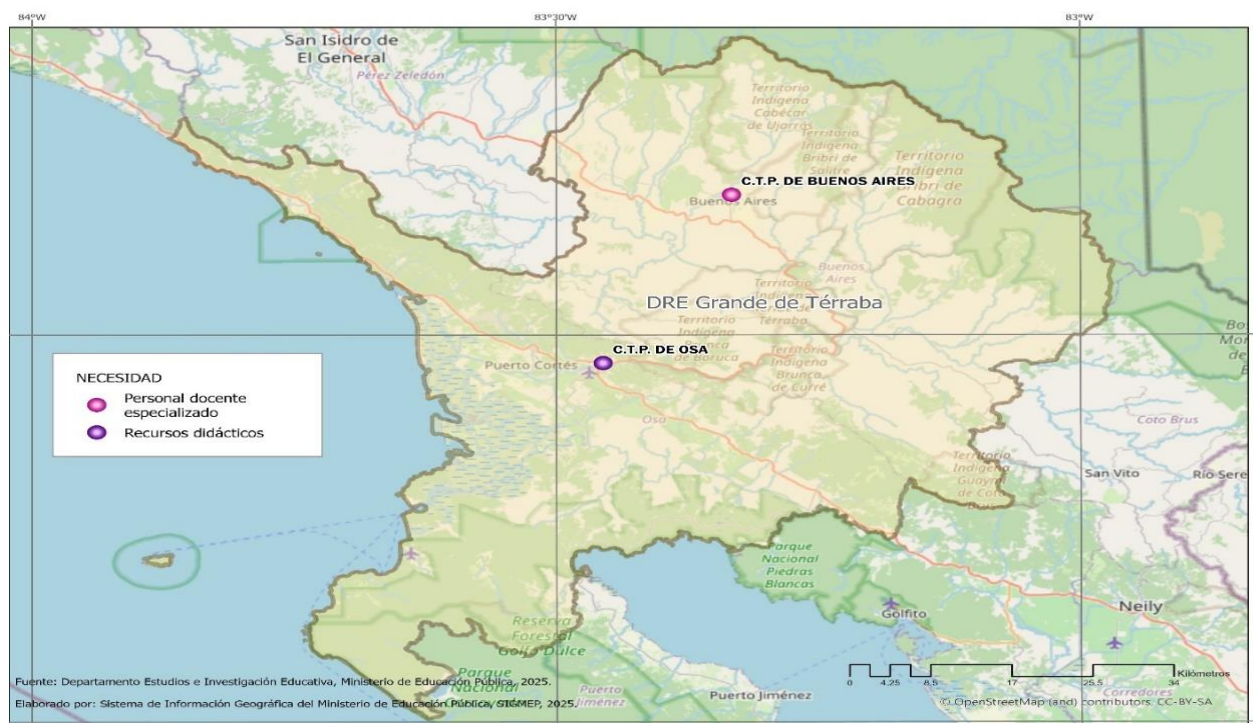 84°W
83°30'W
83°W
San Isidro de
El General
Pérez Zeledón
Territorio
Indígena
Cabécar
de Ujarrás
Territorio
Indígena
Bribri de
Salitre
Territorio
Indígena
Bribri de
Cabagra
C.T.P. DE BUENOS AIRES
Buenos Aires
Buenos
Aires
DRE Grande de Térraba
Territorio
Indígena
Térraba
Territorio
Indígena
de Boruca
C.T.P. DE OSA
Puerto Cortés
Territorio
Indígena
Brunca
de Curré
Osa
NECESIDAD
Personal docente
especializado
Recursos didácticos
Coto Brus
San Vito
Río Sere
Territorio
Indígena
Guaymí
de Coto
Parque
Nacional
Piedras
Blancas
Golfito
Neily
Reserva
Forestal
Golfo Dulce
Parque
Nacional
Puerto
Jiménez
Puerto Jiménez
Corredores
Kilómetros
0 4.25 8.5 17 25.5 34
Fuente: Departamento Estudios e Investigación Educativa, Ministerio de Educación Pública, 2025.
Elaborado por: Sistema de Información Geográfica del Ministerio de Educación Pública, SIGMEP, 2025.
© OpenStreetMap (and) contributors, CC-BY-SA